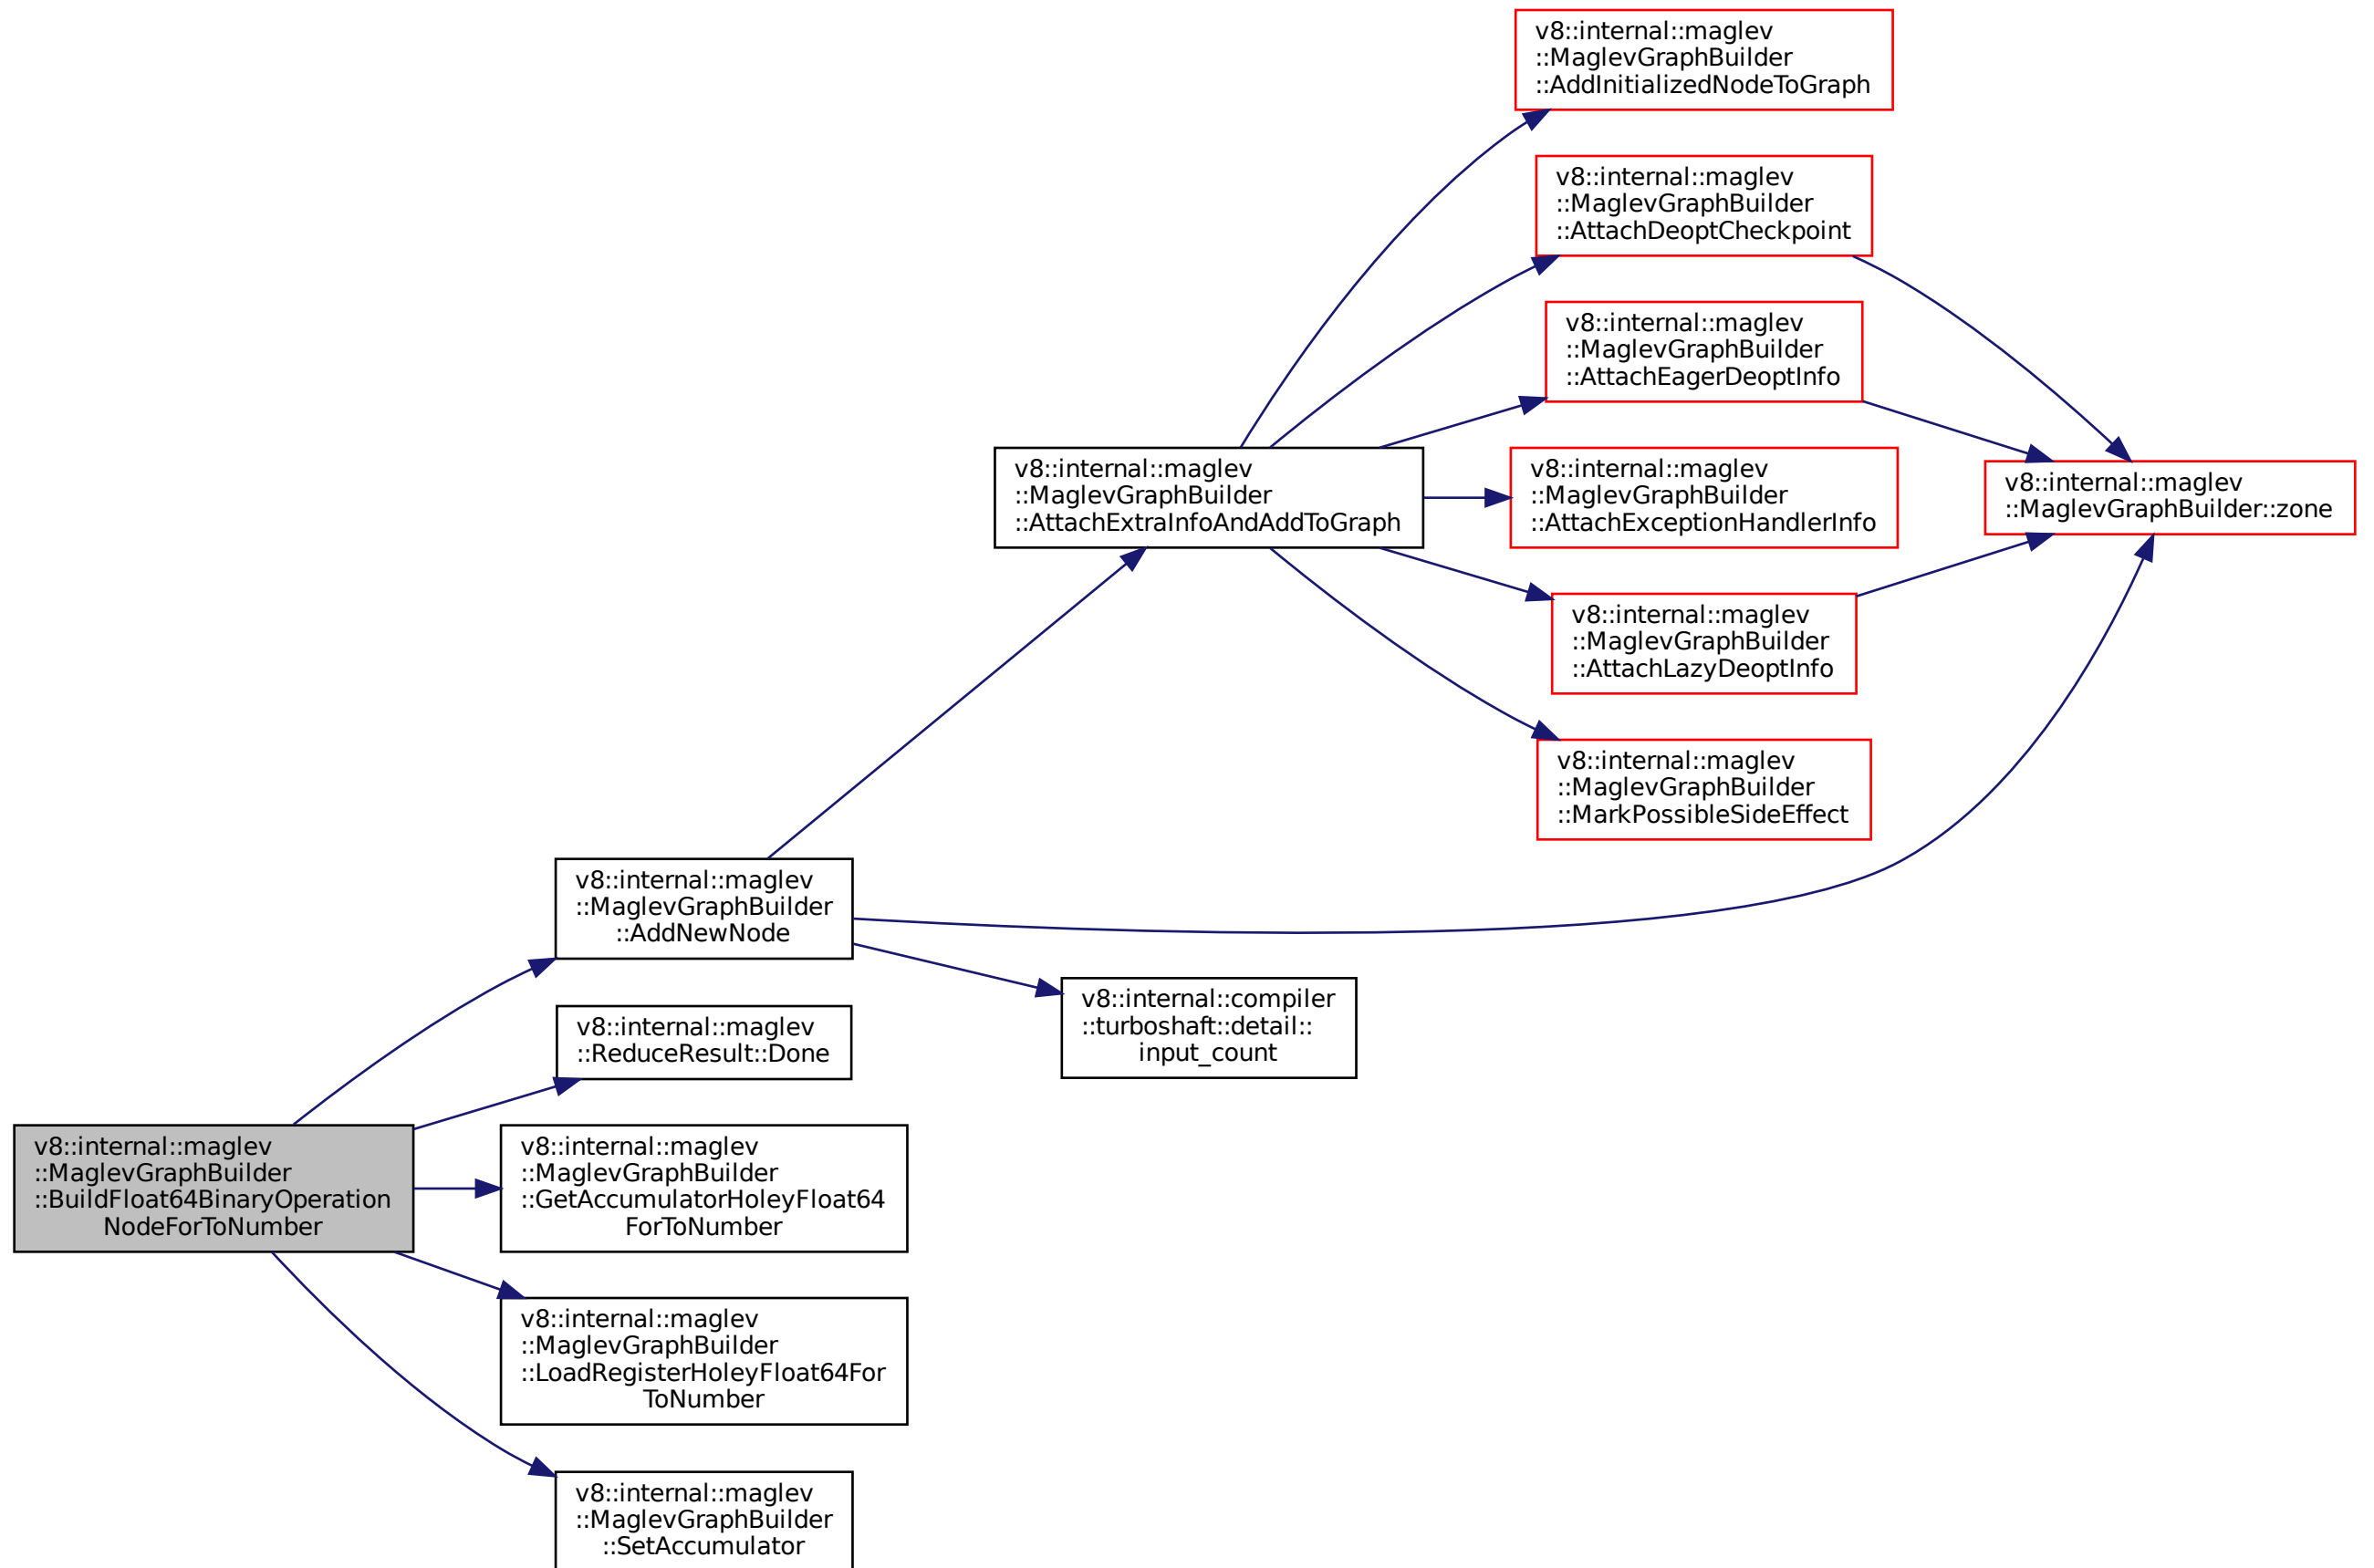 v8::internal::maglev
::MaglevGraphBuilder
::AddInitializedNodeToGraph
v8::internal::maglev
::MaglevGraphBuilder
::AttachDeoptCheckpoint
v8::internal::maglev
::MaglevGraphBuilder
::AttachEagerDeoptInfo
v8::internal::maglev
::MaglevGraphBuilder
::AttachExtraInfoAndAddToGraph
v8::internal::maglev
::MaglevGraphBuilder
::AttachExceptionHandlerInfo
v8::internal::maglev
::MaglevGraphBuilder::zone
v8::internal::maglev
::MaglevGraphBuilder
::AttachLazyDeoptInfo
v8::internal::maglev
::MaglevGraphBuilder
::MarkPossibleSideEffect
v8::internal::maglev
::MaglevGraphBuilder
::AddNewNode
v8::internal::compiler
::turboshaft::detail::
input_count
v8::internal::maglev
::ReduceResult::Done
v8::internal::maglev
::MaglevGraphBuilder
::BuildFloat64BinaryOperation
NodeForToNumber
v8::internal::maglev
::MaglevGraphBuilder
::GetAccumulatorHoleyFloat64
ForToNumber
v8::internal::maglev
::MaglevGraphBuilder
::LoadRegisterHoleyFloat64For
ToNumber
v8::internal::maglev
::MaglevGraphBuilder
::SetAccumulator